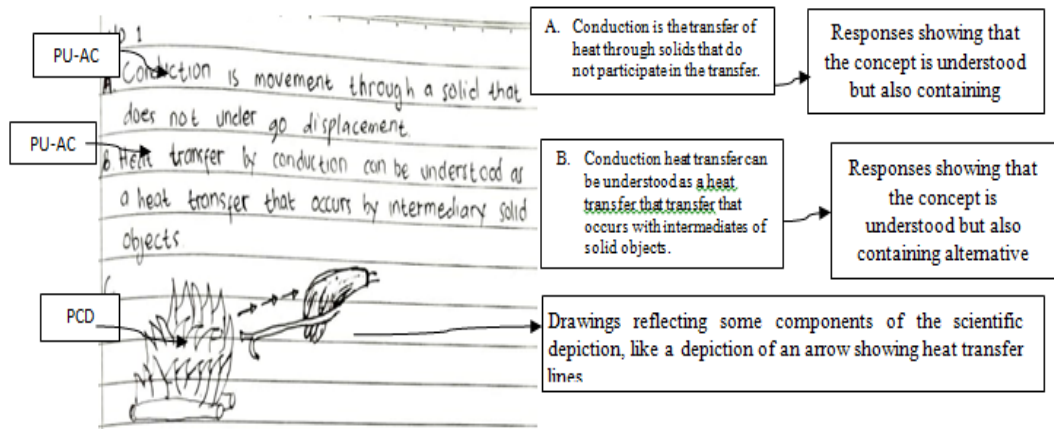 No 1
PU-AC
A. Conduction is movement through a solid that
does not under go displacement.
PU-AC
B. Heat transfer by conduction can be understood as
a heat transfer that occurs by intermediary solid
objects.
C.
PCD
A. Conduction is the transfer of
heat through solids that do
not participate in the transfer.
Responses showing that
the concept is understood
but also containing
B. Conduction heat transfer can
be understood as a heat
transfer that transfer that
occurs with intermediates of
solid objects.
Responses showing that
the concept is
understood but also
containing alternative
Drawings reflecting some components of the scientific
depiction, like a depiction of an arrow showing heat transfer
lines